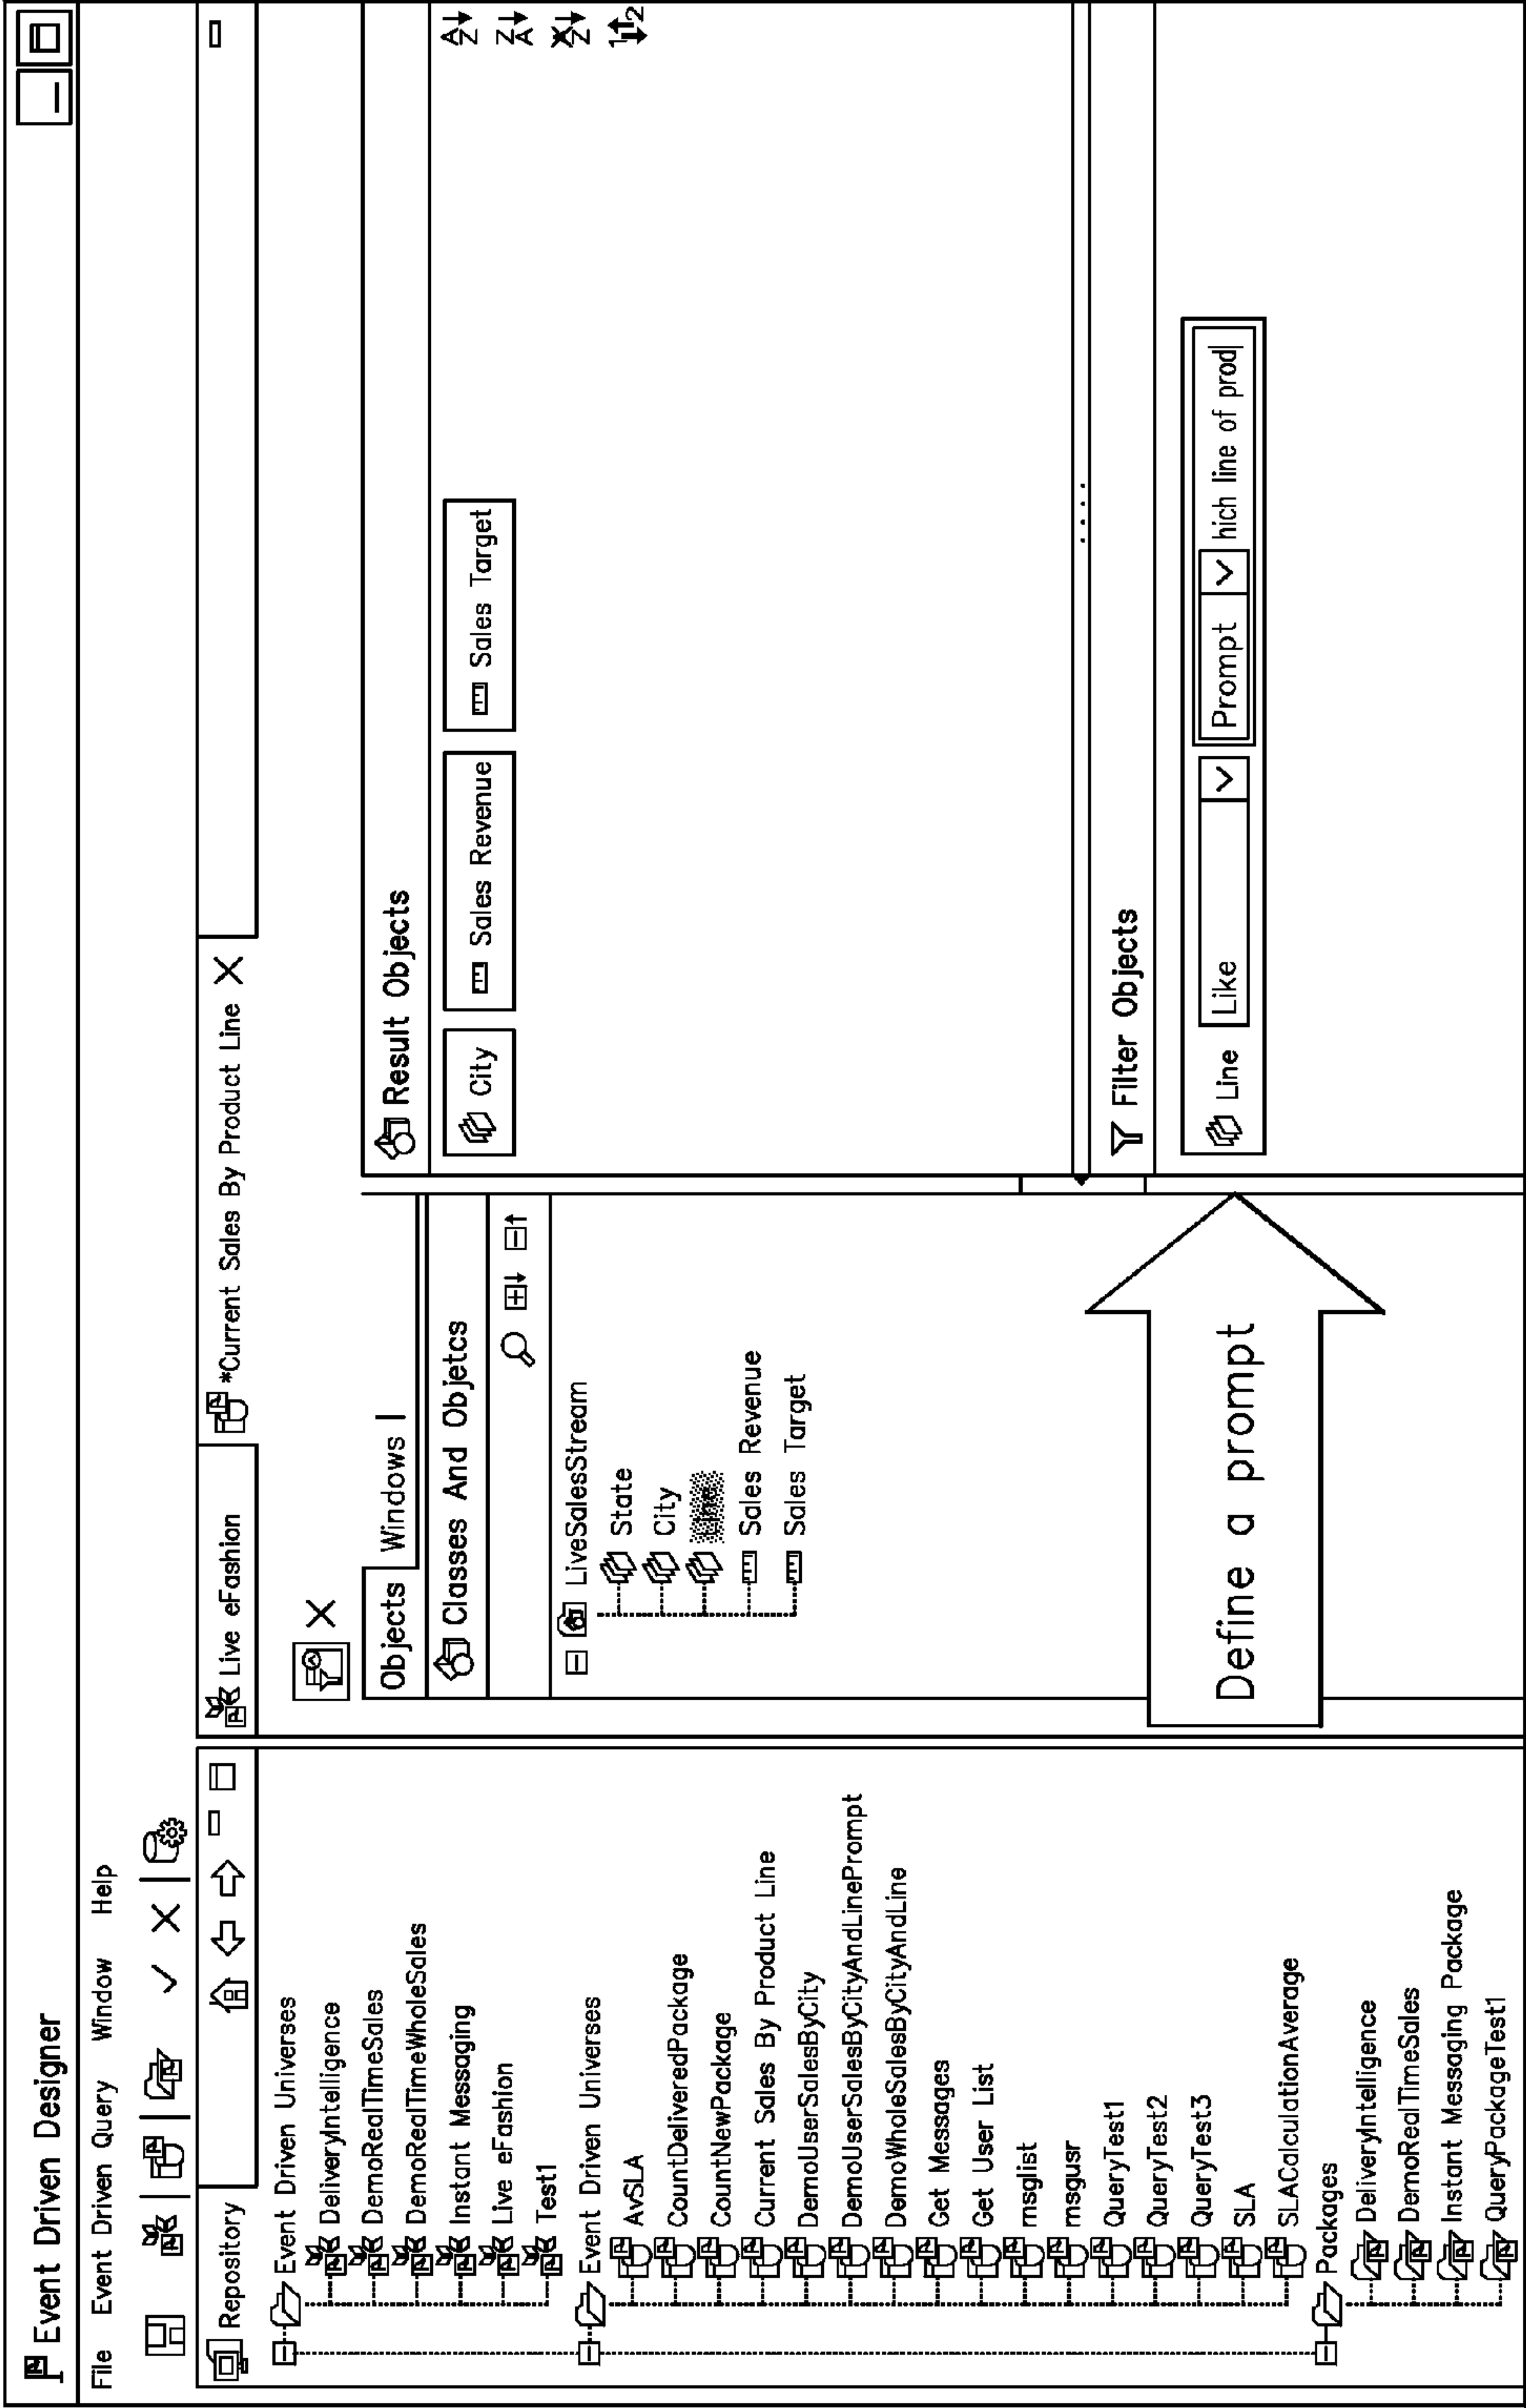 Event Driven Designer
File Event Driven Query Window Help
Repository
Event Driven Universes
DeliveryIntelligence
DemoRealTimeSales
DemoRealTimeWholeSales
Instant Messaging
Live eFashion
Test1
Event Driven Universes
AvSLA
CountDeliveredPackage
CountNewPackage
Current Sales By Product Line
DemoUserSalesByCity
DemoUserSalesByCityAndLinePrompt
DemoWholeSalesByCityAndLine
Get Messages
Get User List
msglist
msgusr
QueryTest1
QueryTest2
QueryTest3
SLA
SLACalculationAverage
Packages
DeliveryIntelligence
DemoRealTimeSales
Instant Messaging Package
QueryPackageTest1
Live eFashion
*Current Sales By Product Line
Objects Windows
Classes And Objetcs
LiveSalesStream
State
City
Line
Sales Revenue
Sales Target
Define a prompt
Result Objects
City Sales Revenue Sales Target
A Z
Z A
X Z
1 2
Filter Objects
Line Like Prompt hich line of prod